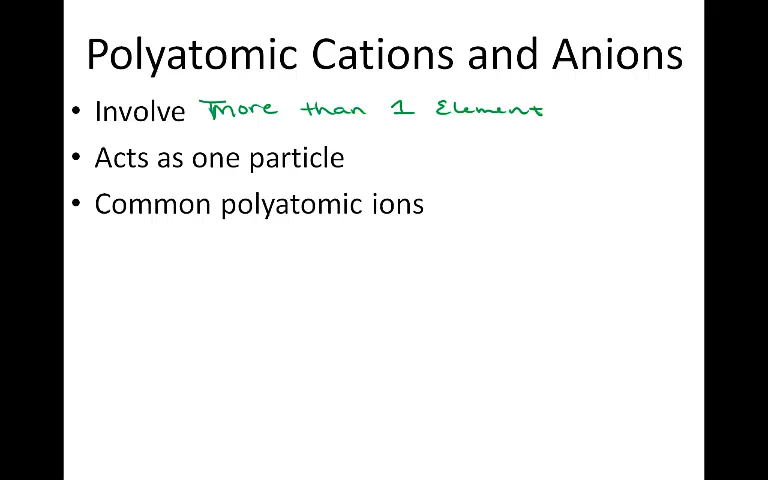 Polyatomic Cations and Anions
• Involve more than 1 Element
• Acts as one particle
• Common polyatomic ions